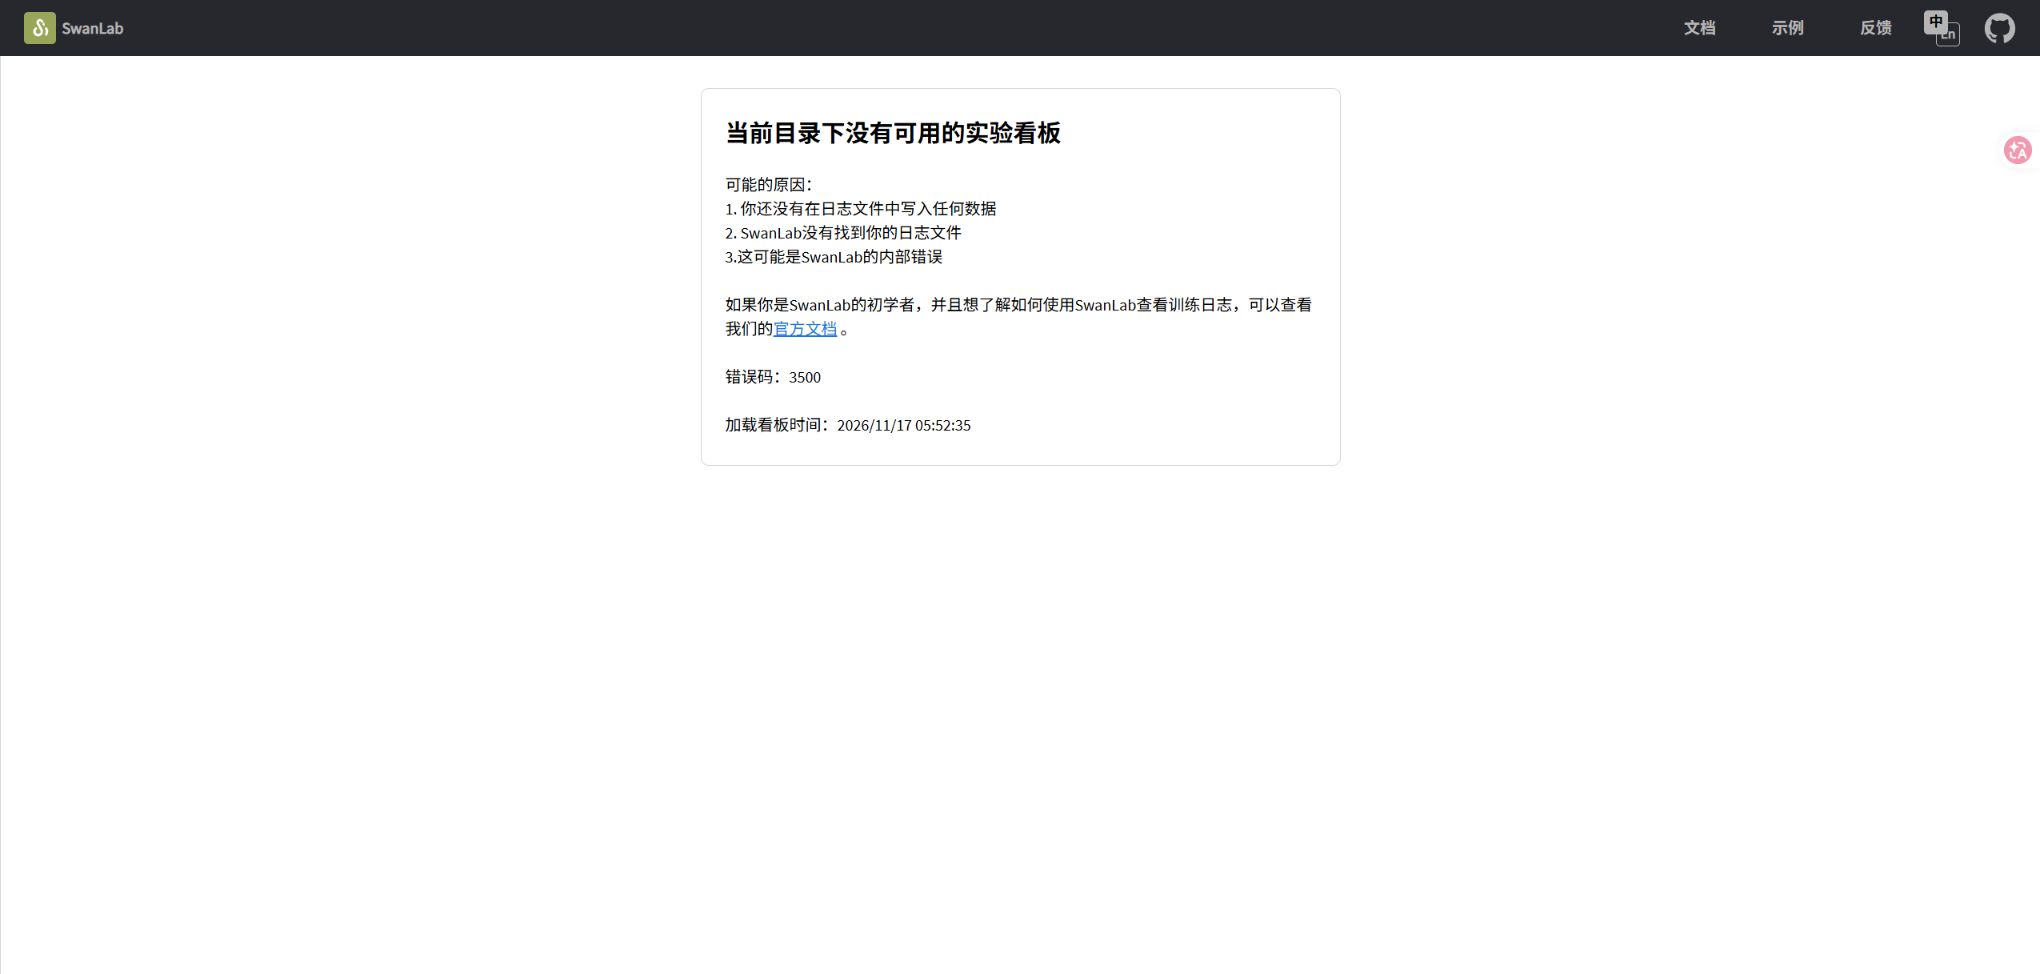 SwanLab
文档
示例
反馈
中
En
当前目录下没有可用的实验看板
可能的原因：
1. 你还没有在日志文件中写入任何数据
2. SwanLab没有找到你的日志文件
3.这可能是SwanLab的内部错误
如果你是SwanLab的初学者，并且想了解如何使用SwanLab查看训练日志，可以查看
我们的官方文档 。
错误码：3500
加载看板时间：2026/11/17 05:52:35